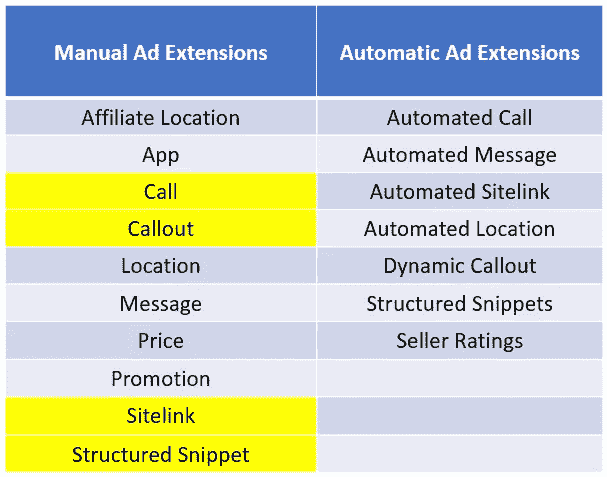 Manual Ad Extensions Automatic Ad Extensions
Affiliate Location Automated Call
App Automated Message
Call Automated Sitelink
Callout Automated Location
Location Dynamic Callout
Message Structured Snippets
Price Seller Ratings
Promotion
Sitelink
Structured Snippet